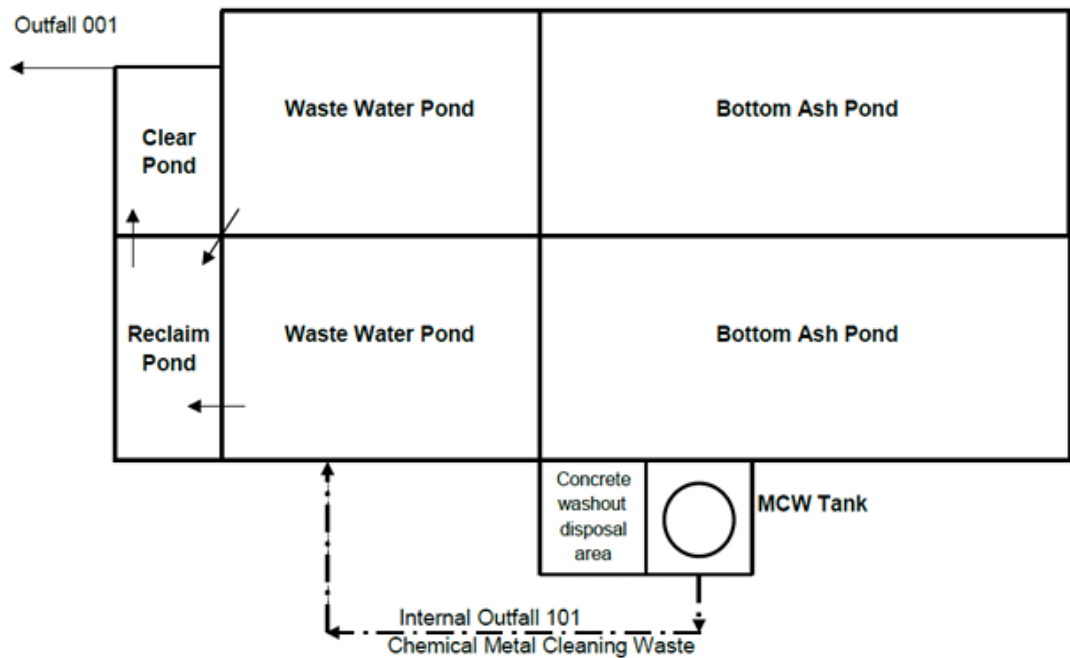 Outfall 001
Waste Water Pond
Bottom Ash Pond
Clear
Pond
Reclaim
Pond
Waste Water Pond
Bottom Ash Pond
Concrete
washout
disposal
area
MCW Tank
Internal Outfall 101
Chemical Metal Cleaning Waste